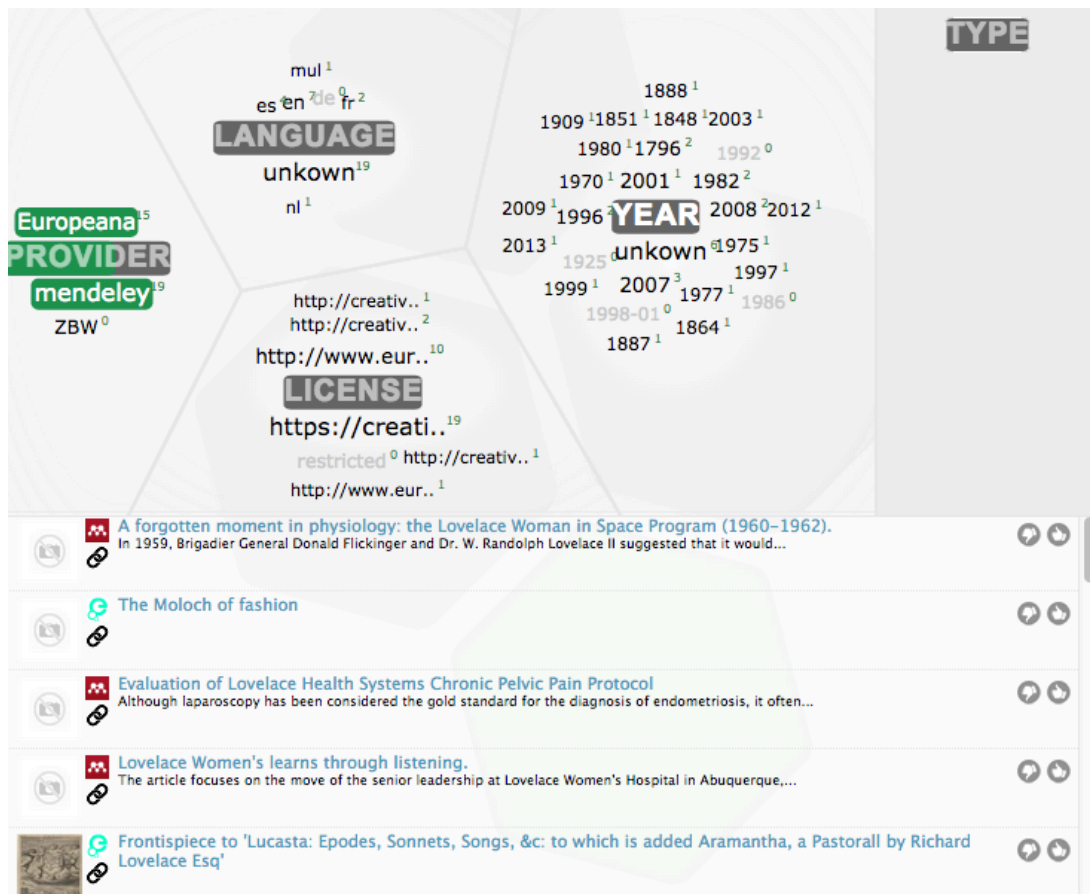 TYPE
mul 1
es 4 en 7 de 0 fr 2
LANGUAGE
unkown 19
nl 1
1888 1
1909 1 1851 1 1848 1 2003 1
1980 1 1796 2 1992 0
1970 1 2001 1 1982 2
2009 1 1996 2 YEAR 2008 2 2012 1
2013 1 1925 0 unkown 6 1975 1
1997 1
1999 1 2007 3 1977 1 1986 0
1998-01 0 1864 1
1887 1
Europeana 15
PROVIDER
mendeley 19
ZBW 0
http://creativ.. 1
http://creativ.. 2
http://www.eur.. 10
LICENSE
https://creati.. 19
restricted 0 http://creativ.. 1
http://www.eur.. 1
A forgotten moment in physiology: the Lovelace Woman in Space Program (1960-1962).
In 1959, Brigadier General Donald Flickinger and Dr. W. Randolph Lovelace II suggested that it would...
The Moloch of fashion
Evaluation of Lovelace Health Systems Chronic Pelvic Pain Protocol
Although laparoscopy has been considered the gold standard for the diagnosis of endometriosis, it often...
Lovelace Women's learns through listening.
The article focuses on the move of the senior leadership at Lovelace Women's Hospital in Abuquerque,...
Frontispiece to 'Lucasta: Epodes, Sonnets, Songs, &c: to which is added Aramantha, a Pastorall by Richard
Lovelace Esq'